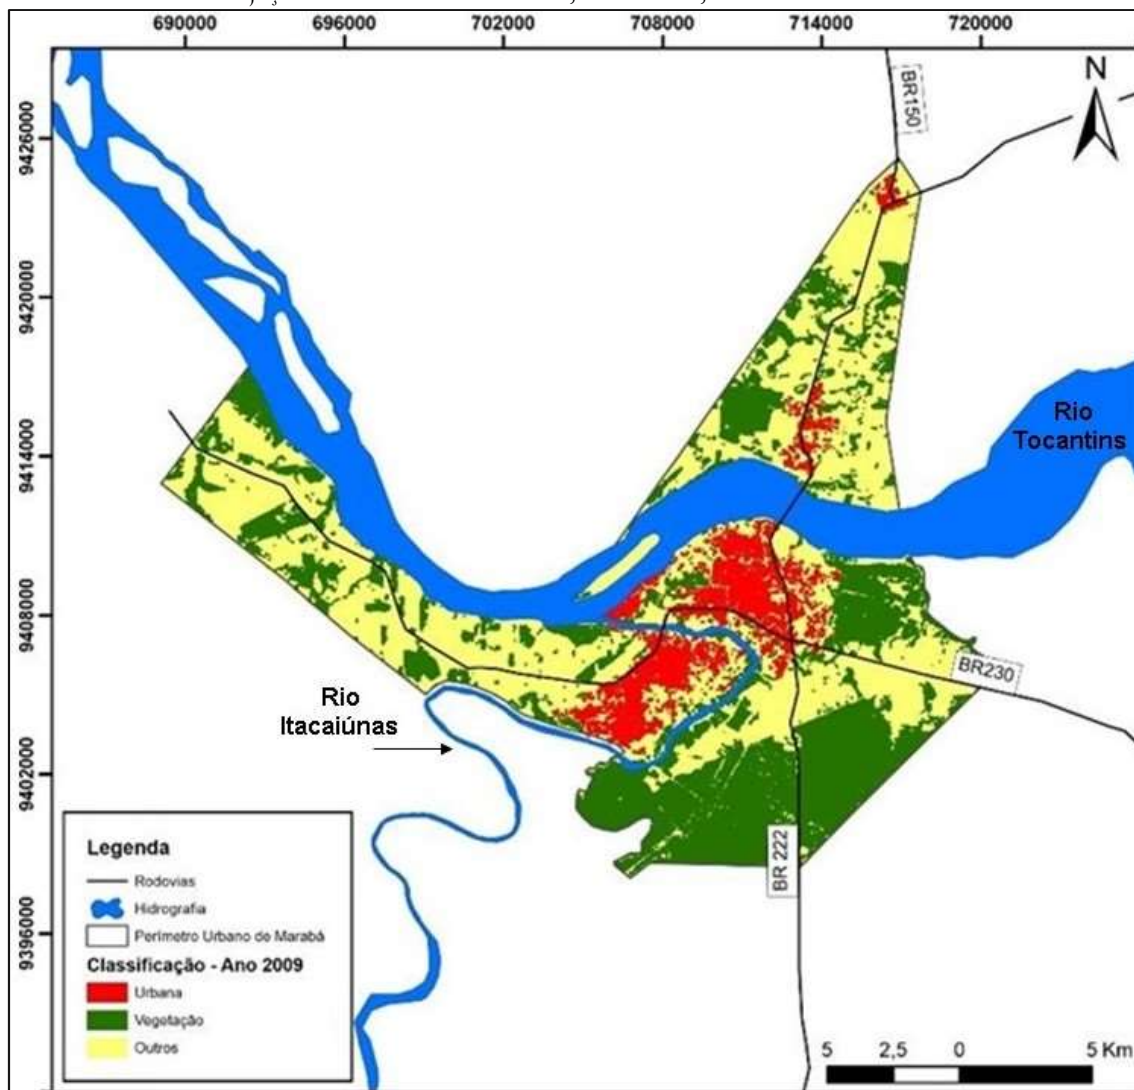 690000 696000 702000 708000 714000 720000
9426000
9420000
9414000
9408000
9402000
9396000
BR150
N
Rio
Tocantins
BR230
Rio
Itacaiúnas
BR 222
Legenda
Rodovias
Hidrografia
Perímetro Urbano de Marabá
Classificação - Ano 2009
Urbana
Vegetação
Outros
5 2,5 0 5 Km